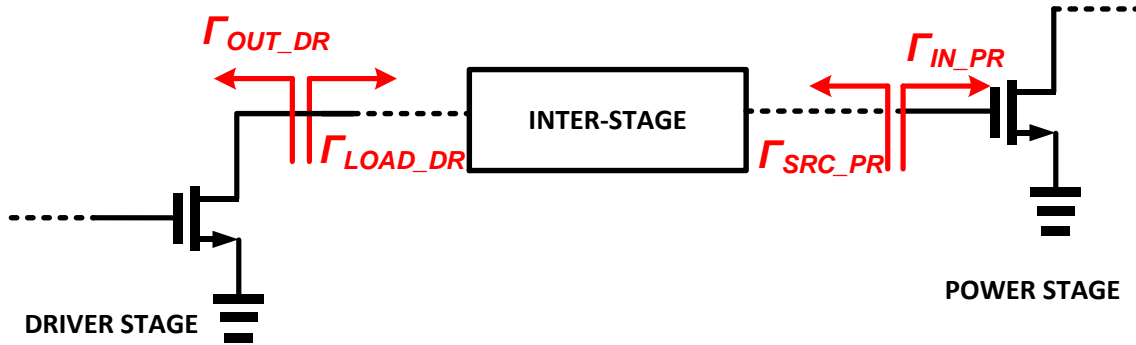 ΓOUT_DR
ΓIN_PR
INTER-STAGE
ΓLOAD_DR
ΓSRC_PR
POWER STAGE
DRIVER STAGE